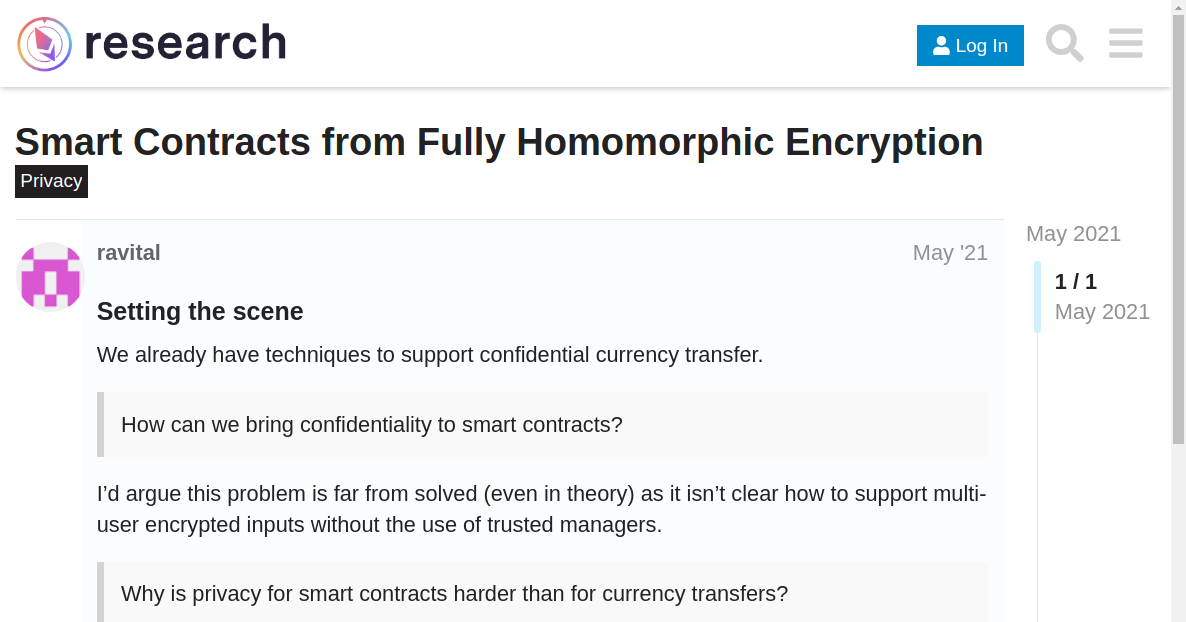 research
Log In
Smart Contracts from Fully Homomorphic Encryption
Privacy
ravital
May '21
Setting the scene
We already have techniques to support confidential currency transfer.
How can we bring confidentiality to smart contracts?
I’d argue this problem is far from solved (even in theory) as it isn’t clear how to support multi-
user encrypted inputs without the use of trusted managers.
Why is privacy for smart contracts harder than for currency transfers?
May 2021
1 / 1
May 2021